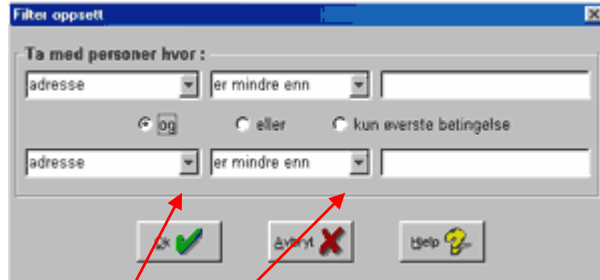 Filter oppsett
Ta med personer hvor :
adresse er mindre enn
og eller kun øverste betingelse
adresse er mindre enn
Ok Avbryt Hjelp